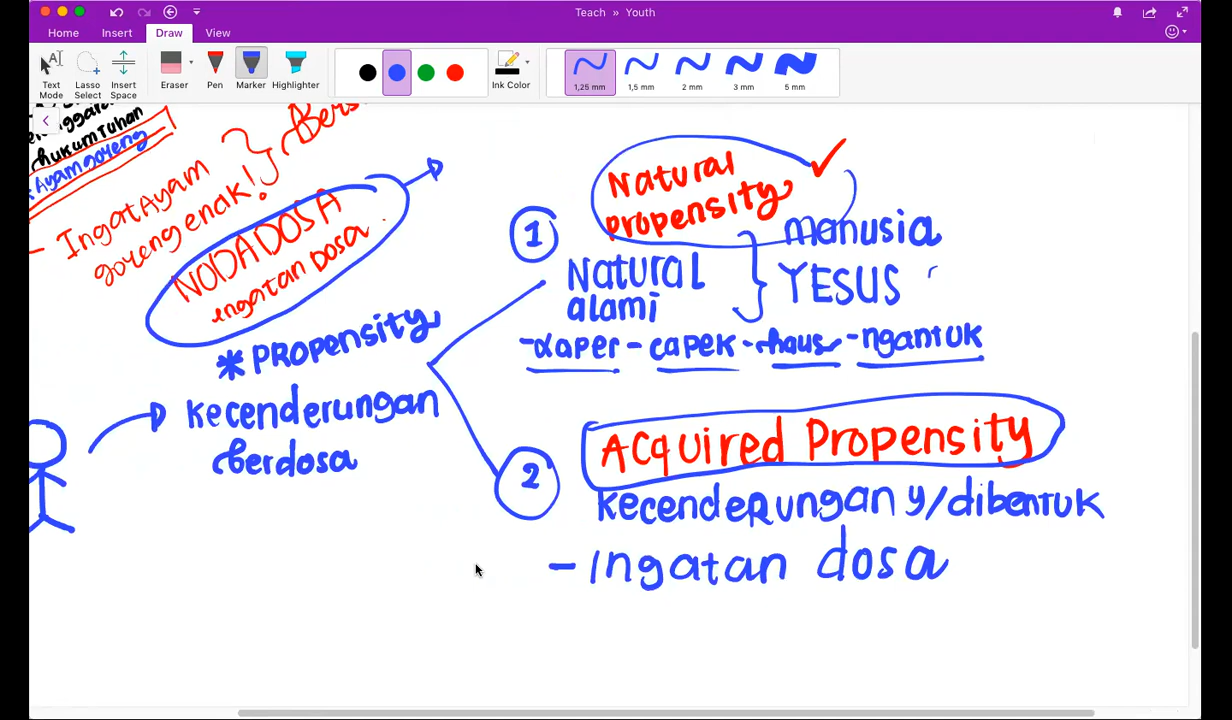 Teach » Youth
Home
Insert
Draw
View
Text
Mode
Lasso
Select
Insert
Space
Eraser
Pen
Marker
Highlighter
Ink Color
1,25 mm
1,5 mm
2 mm
3 mm
5 mm
hukum Tuhan
Ayam goreng
Bers
- Ingat Ayam
goreng enak!
NODA DOSA
ingatan DOSA
* PROPENSITY
Kecenderungan
Berdosa
1
Natural
propensity
Natural
alami
manusia
YESUS
- Laper - capek - haus - ngantuk
2
Acquired Propensity
Kecenderungan y/ dibentuk
- Ingatan dosa